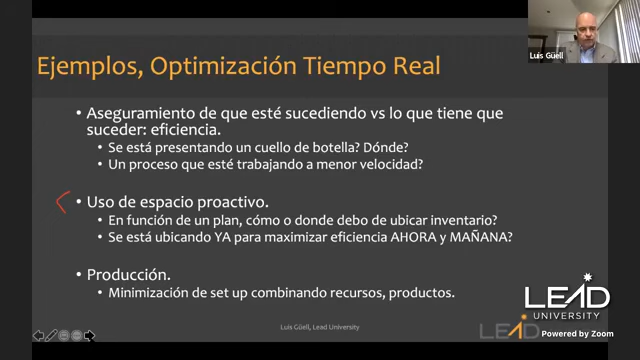 Luis Güell
Ejemplos, Optimización Tiempo Real
• Aseguramiento de que esté sucediendo vs lo que tiene que
suceder: eficiencia.
• Se está presentando un cuello de botella? Dónde?
• Un proceso que esté trabajando a menor velocidad?
• Uso de espacio proactivo.
• En función de un plan, cómo o donde debo de ubicar inventario?
• Se está ubicando YA para maximizar eficiencia AHORA y MAÑANA?
• Producción.
• Minimización de set up combinando recursos, productos.
Luis Güell, Lead University
LEAD
LEAD
UNIVERSITY
Powered by Zoom